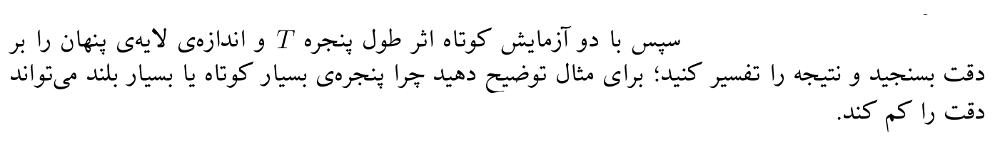 سپس با دو آزمایش کوتاه اثر طول پنجره T و اندازه‌ی لایه‌ی پنهان را بر
دقت بسنجید و نتیجه را تفسیر کنید؛ برای مثال توضیح دهید چرا پنجره‌ی بسیار کوتاه یا بسیار بلند می‌تواند
دقت را کم کند.